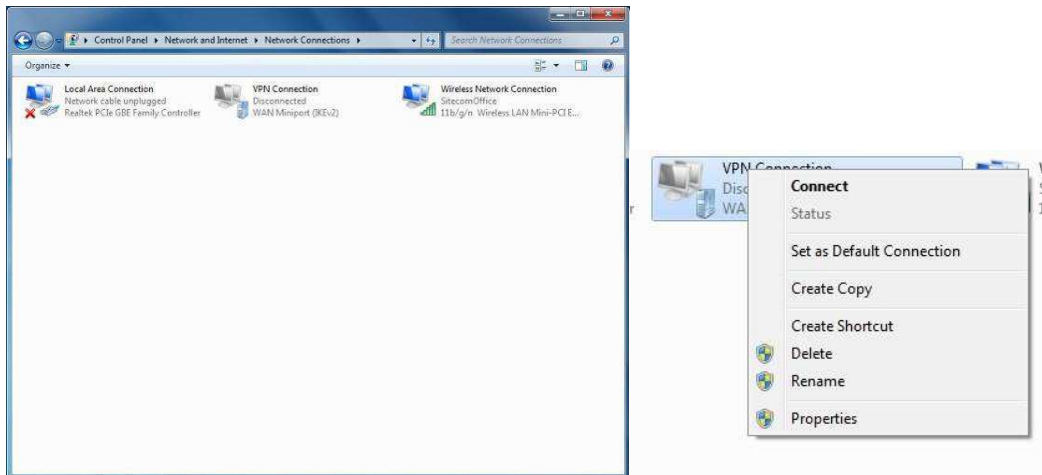 Control Panel ▸ Network and Internet ▸ Network Connections ▸
Search Network Connections
Organize
Local Area Connection
Network cable unplugged
Realtek PCIe GBE Family Controller
VPN Connection
Disconnected
WAN Miniport (IKEv2)
Wireless Network Connection
SitecomOffice
11b/g/n Wireless LAN Mini-PCI E...
VPN Connection
Disc
WA
Connect
Status
Set as Default Connection
Create Copy
Create Shortcut
Delete
Rename
Properties